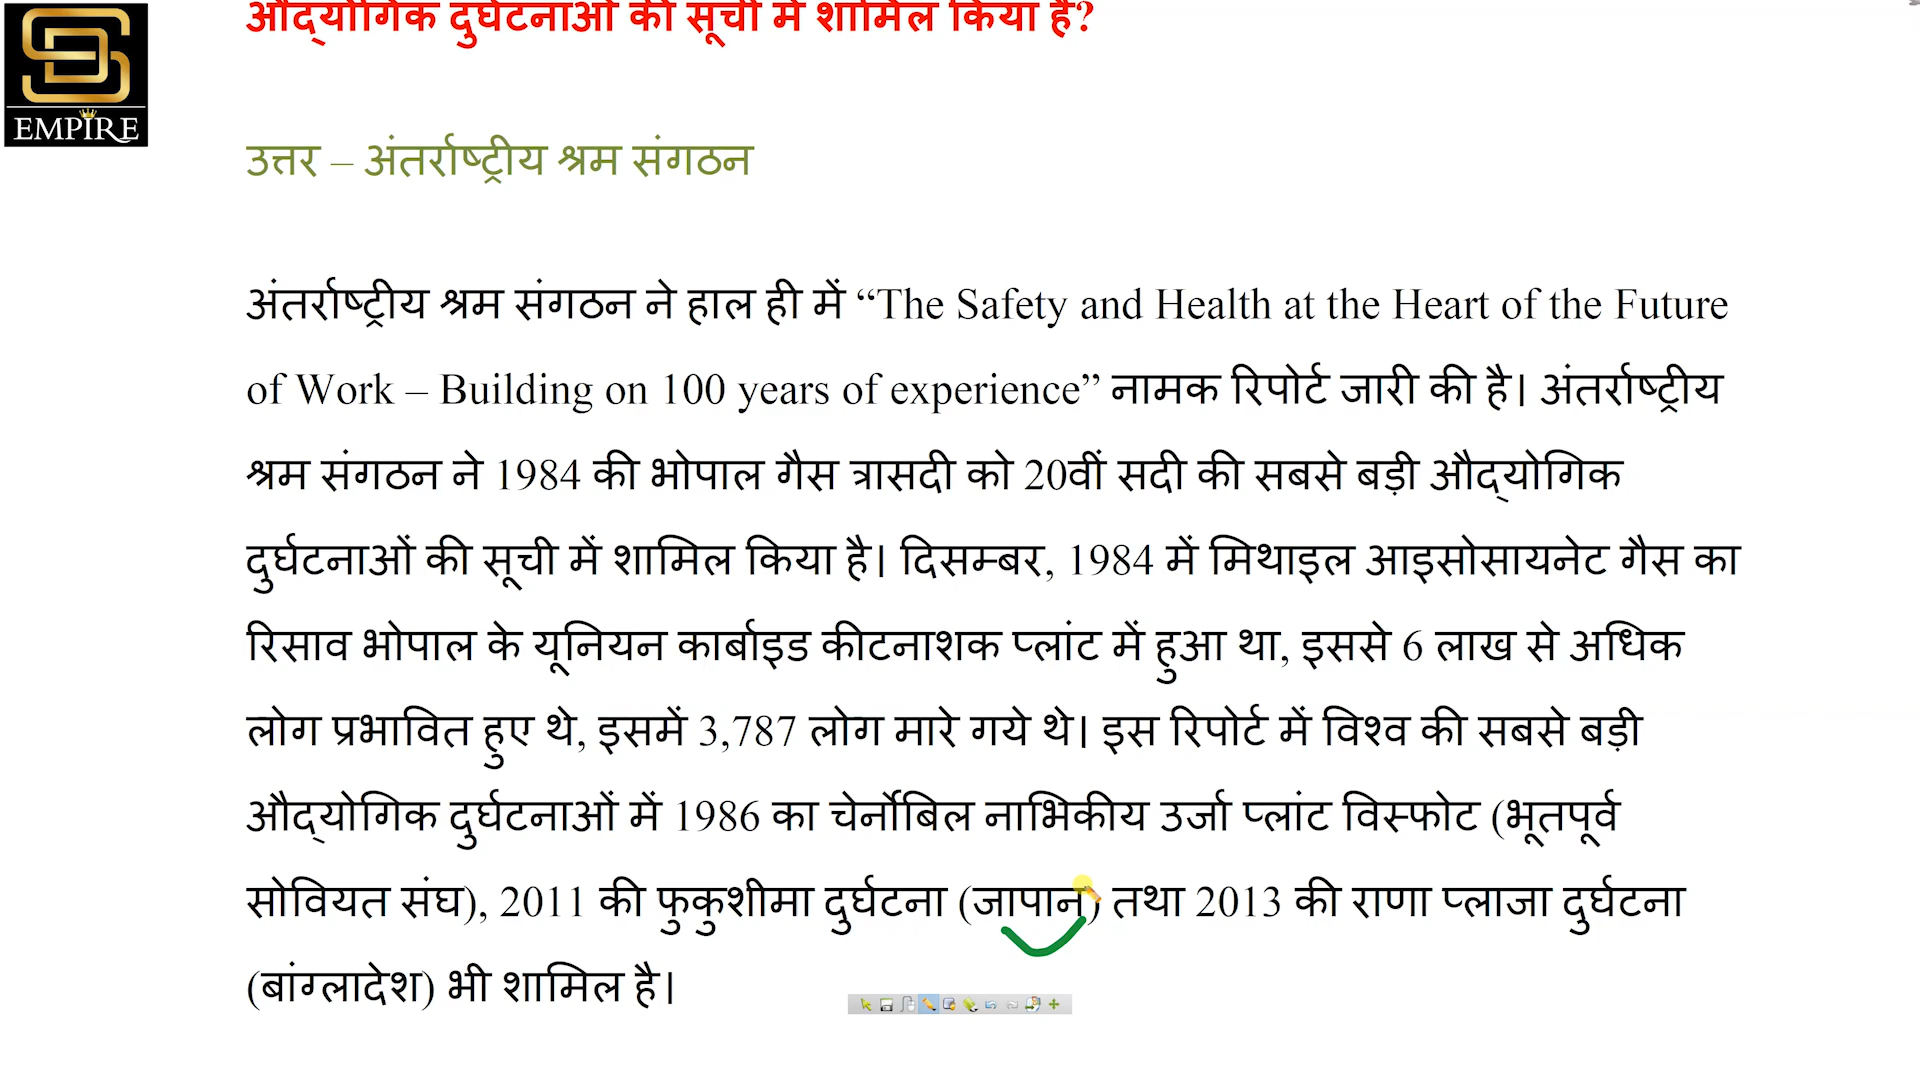 औद्योगिक दुर्घटनाओं की सूची में शामिल किया है?
EMPIRE
उत्तर – अंतर्राष्ट्रीय श्रम संगठन
अंतर्राष्ट्रीय श्रम संगठन ने हाल ही में “The Safety and Health at the Heart of the Future
of Work – Building on 100 years of experience” नामक रिपोर्ट जारी की है। अंतर्राष्ट्रीय
श्रम संगठन ने 1984 की भोपाल गैस त्रासदी को 20वीं सदी की सबसे बड़ी औद्योगिक
दुर्घटनाओं की सूची में शामिल किया है। दिसम्बर, 1984 में मिथाइल आइसोसायनेट गैस का
रिसाव भोपाल के यूनियन कार्बाइड कीटनाशक प्लांट में हुआ था, इससे 6 लाख से अधिक
लोग प्रभावित हुए थे, इसमें 3,787 लोग मारे गये थे। इस रिपोर्ट में विश्व की सबसे बड़ी
औद्योगिक दुर्घटनाओं में 1986 का चेर्नोबिल नाभिकीय उर्जा प्लांट विस्फोट (भूतपूर्व
सोवियत संघ), 2011 की फुकुशीमा दुर्घटना (जापान) तथा 2013 की राणा प्लाजा दुर्घटना
(बांग्लादेश) भी शामिल है।